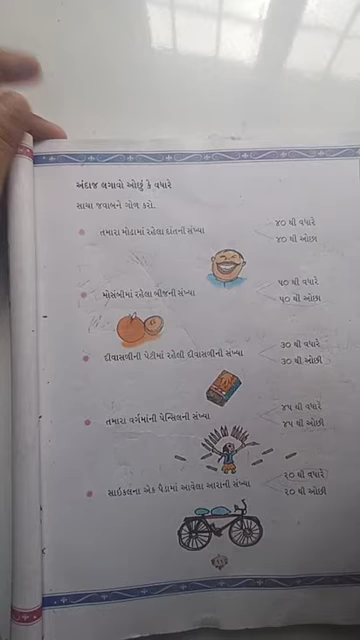 અંદાજ લગાવો ઓછું કે વધારે
સાચા જવાબને ગોળ કરો.
તમારા મોઢામાં રહેલા દાંતની સંખ્યા
૪૦ થી વધારે
૪૦ થી ઓછા
મોસંબીમાં રહેલા બીજની સંખ્યા
૫૦ થી વધારે
૫૦ થી ઓછા
દીવાસળીની પેટીમાં રહેલી દીવાસળીની સંખ્યા
૩૦ થી વધારે
૩૦ થી ઓછી
તમારા વર્ગમાંની પેન્સિલની સંખ્યા
૪૫ થી વધારે
૪૫ થી ઓછી
સાઇકલના એક પૈડામાં આવેલા આરાની સંખ્યા
૨૦ થી વધારે
૨૦ થી ઓછી